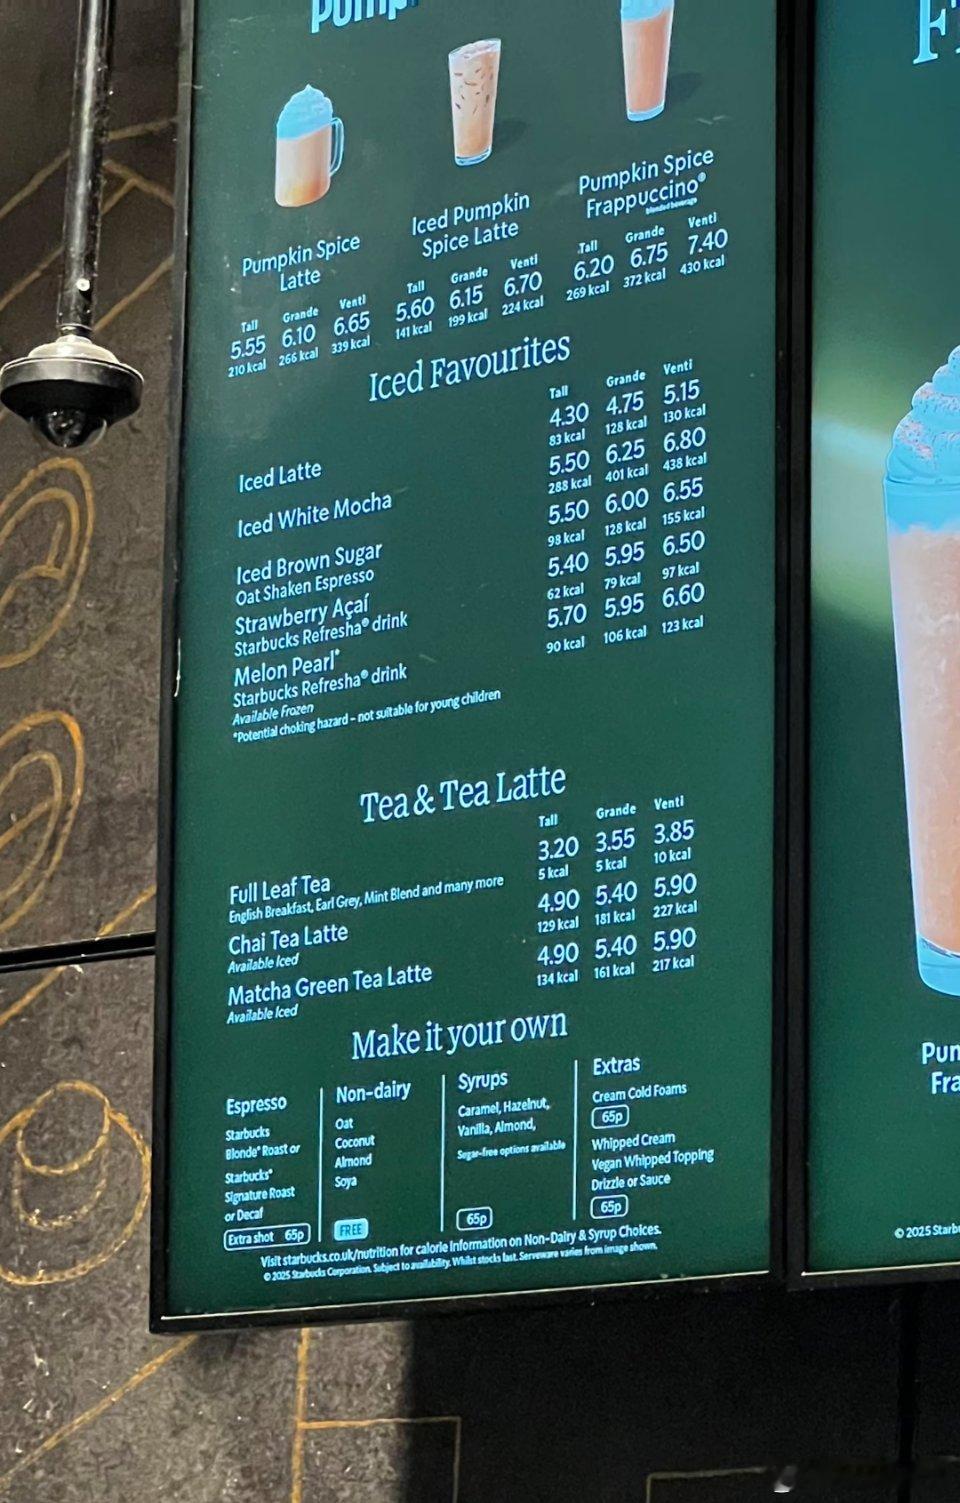 Pump
Pumpkin Spice
Latte
Tall Grande Venti
5.55 6.10 6.65
210 kcal 266 kcal 339 kcal
Iced Pumpkin
Spice Latte
Tall Grande Venti
5.60 6.15 6.70
141 kcal 199 kcal 224 kcal
Pumpkin Spice
Frappuccino®
blended beverage
Tall Grande Venti
6.20 6.75 7.40
269 kcal 372 kcal 430 kcal
Iced Favourites
Tall Grande Venti
Iced Latte 4.30 4.75 5.15
83 kcal 128 kcal 130 kcal
Iced White Mocha 5.50 6.25 6.80
288 kcal 401 kcal 438 kcal
Iced Brown Sugar 5.50 6.00 6.55
Oat Shaken Espresso 98 kcal 128 kcal 155 kcal
Strawberry Açaí 5.40 5.95 6.50
Starbucks Refresha® drink 62 kcal 79 kcal 97 kcal
Melon Pearl* 5.70 5.95 6.60
Starbucks Refresha® drink 90 kcal 106 kcal 123 kcal
Available Frozen
*Potential choking hazard – not suitable for young children
Tea & Tea Latte
Tall Grande Venti
Full Leaf Tea 3.20 3.55 3.85
English Breakfast, Earl Grey, Mint Blend and many more 5 kcal 5 kcal 10 kcal
Chai Tea Latte 4.90 5.40 5.90
Available Iced 129 kcal 181 kcal 227 kcal
Matcha Green Tea Latte 4.90 5.40 5.90
Available Iced 134 kcal 161 kcal 217 kcal
Make it your own
Espresso
Starbucks
Blonde® Roast or
Starbucks®
Signature Roast
or Decaf
Extra shot 65p
Non-dairy
Oat
Coconut
Almond
Soya
FREE
Syrups
Caramel, Hazelnut,
Vanilla, Almond,
Sugar-free options available
65p
Extras
Cream Cold Foams
65p
Whipped Cream
Vegan Whipped Topping
Drizzle or Sauce
65p
Visit starbucks.co.uk/nutrition for calorie information on Non-Dairy & Syrup Choices.
© 2025 Starbucks Corporation. Subject to availability. Whilst stocks last. Serveware varies from image shown.
F
Pun
Fra
© 2025 Starb